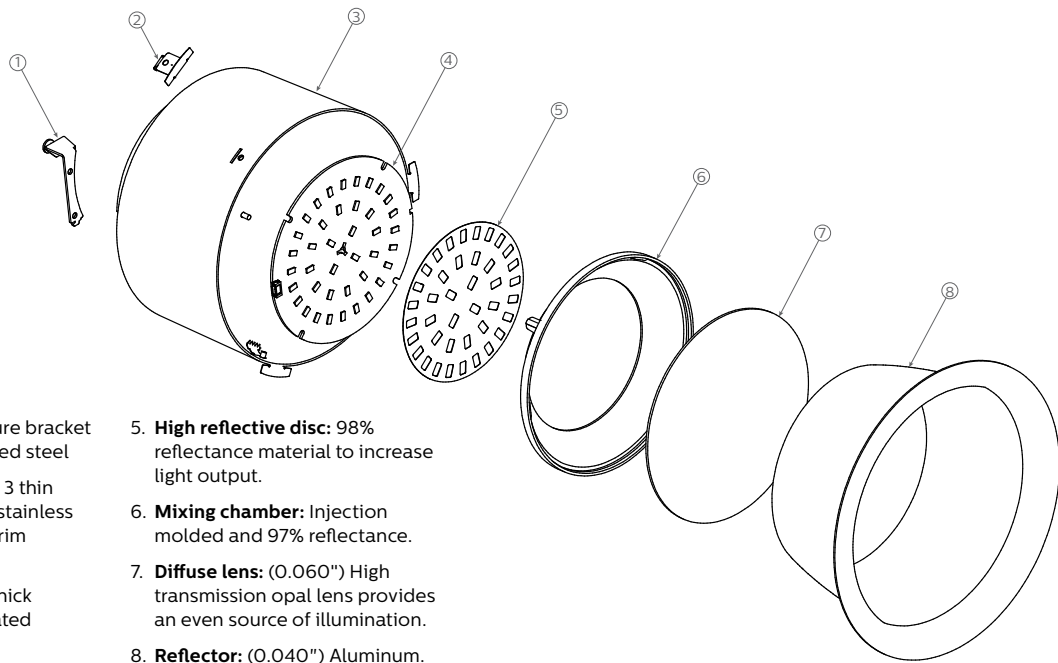 ①
②
③
④
⑤
⑥
⑦
⑧
ure bracket
ed steel
3 thin
stainless
rim
nick
ated
5. High reflective disc: 98%
reflectance material to increase
light output.
6. Mixing chamber: Injection
molded and 97% reflectance.
7. Diffuse lens: (0.060") High
transmission opal lens provides
an even source of illumination.
8. Reflector: (0.040") Aluminum.